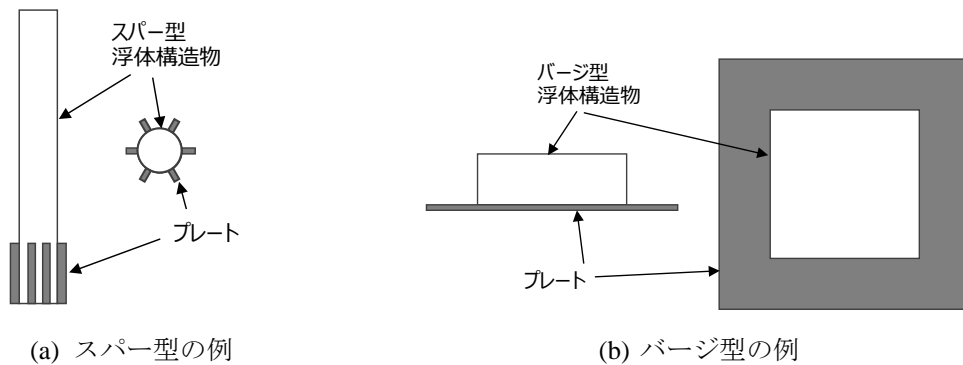 スパー型
浮体構造物
プレート
(a) スパー型の例
バージ型
浮体構造物
プレート
(b) バージ型の例